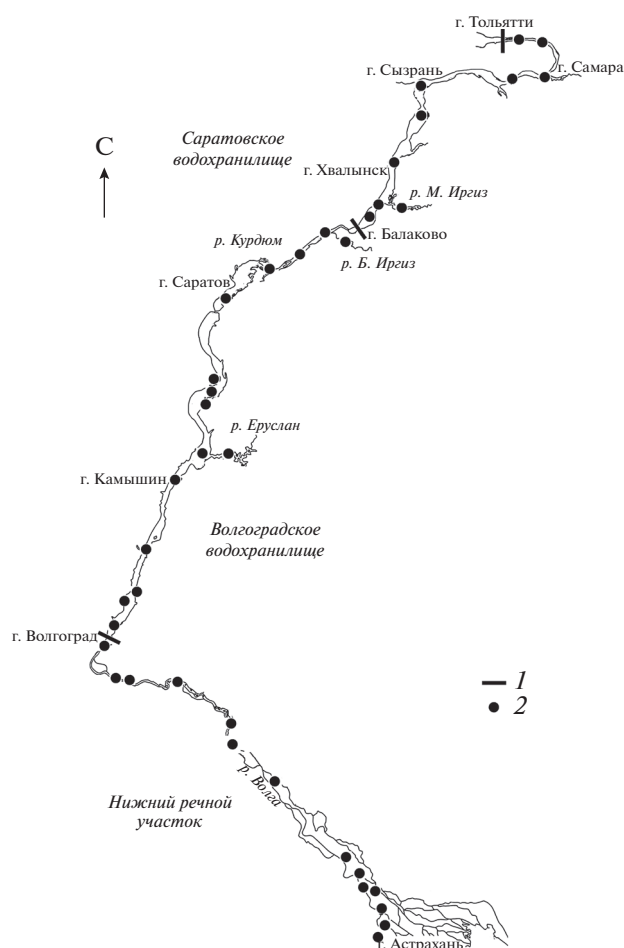 г. Тольятти
г. Сызрань
г. Самара
С
Саратовское
водохранилище
г. Хвалынск
р. М. Иргиз
г. Балаково
р. Курдюм
р. Б. Иргиз
г. Саратов
р. Еруслан
г. Камышин
Волгоградское
водохранилище
г. Волгоград
1
2
р. Волга
Нижний речной
участок
г. Астрахань